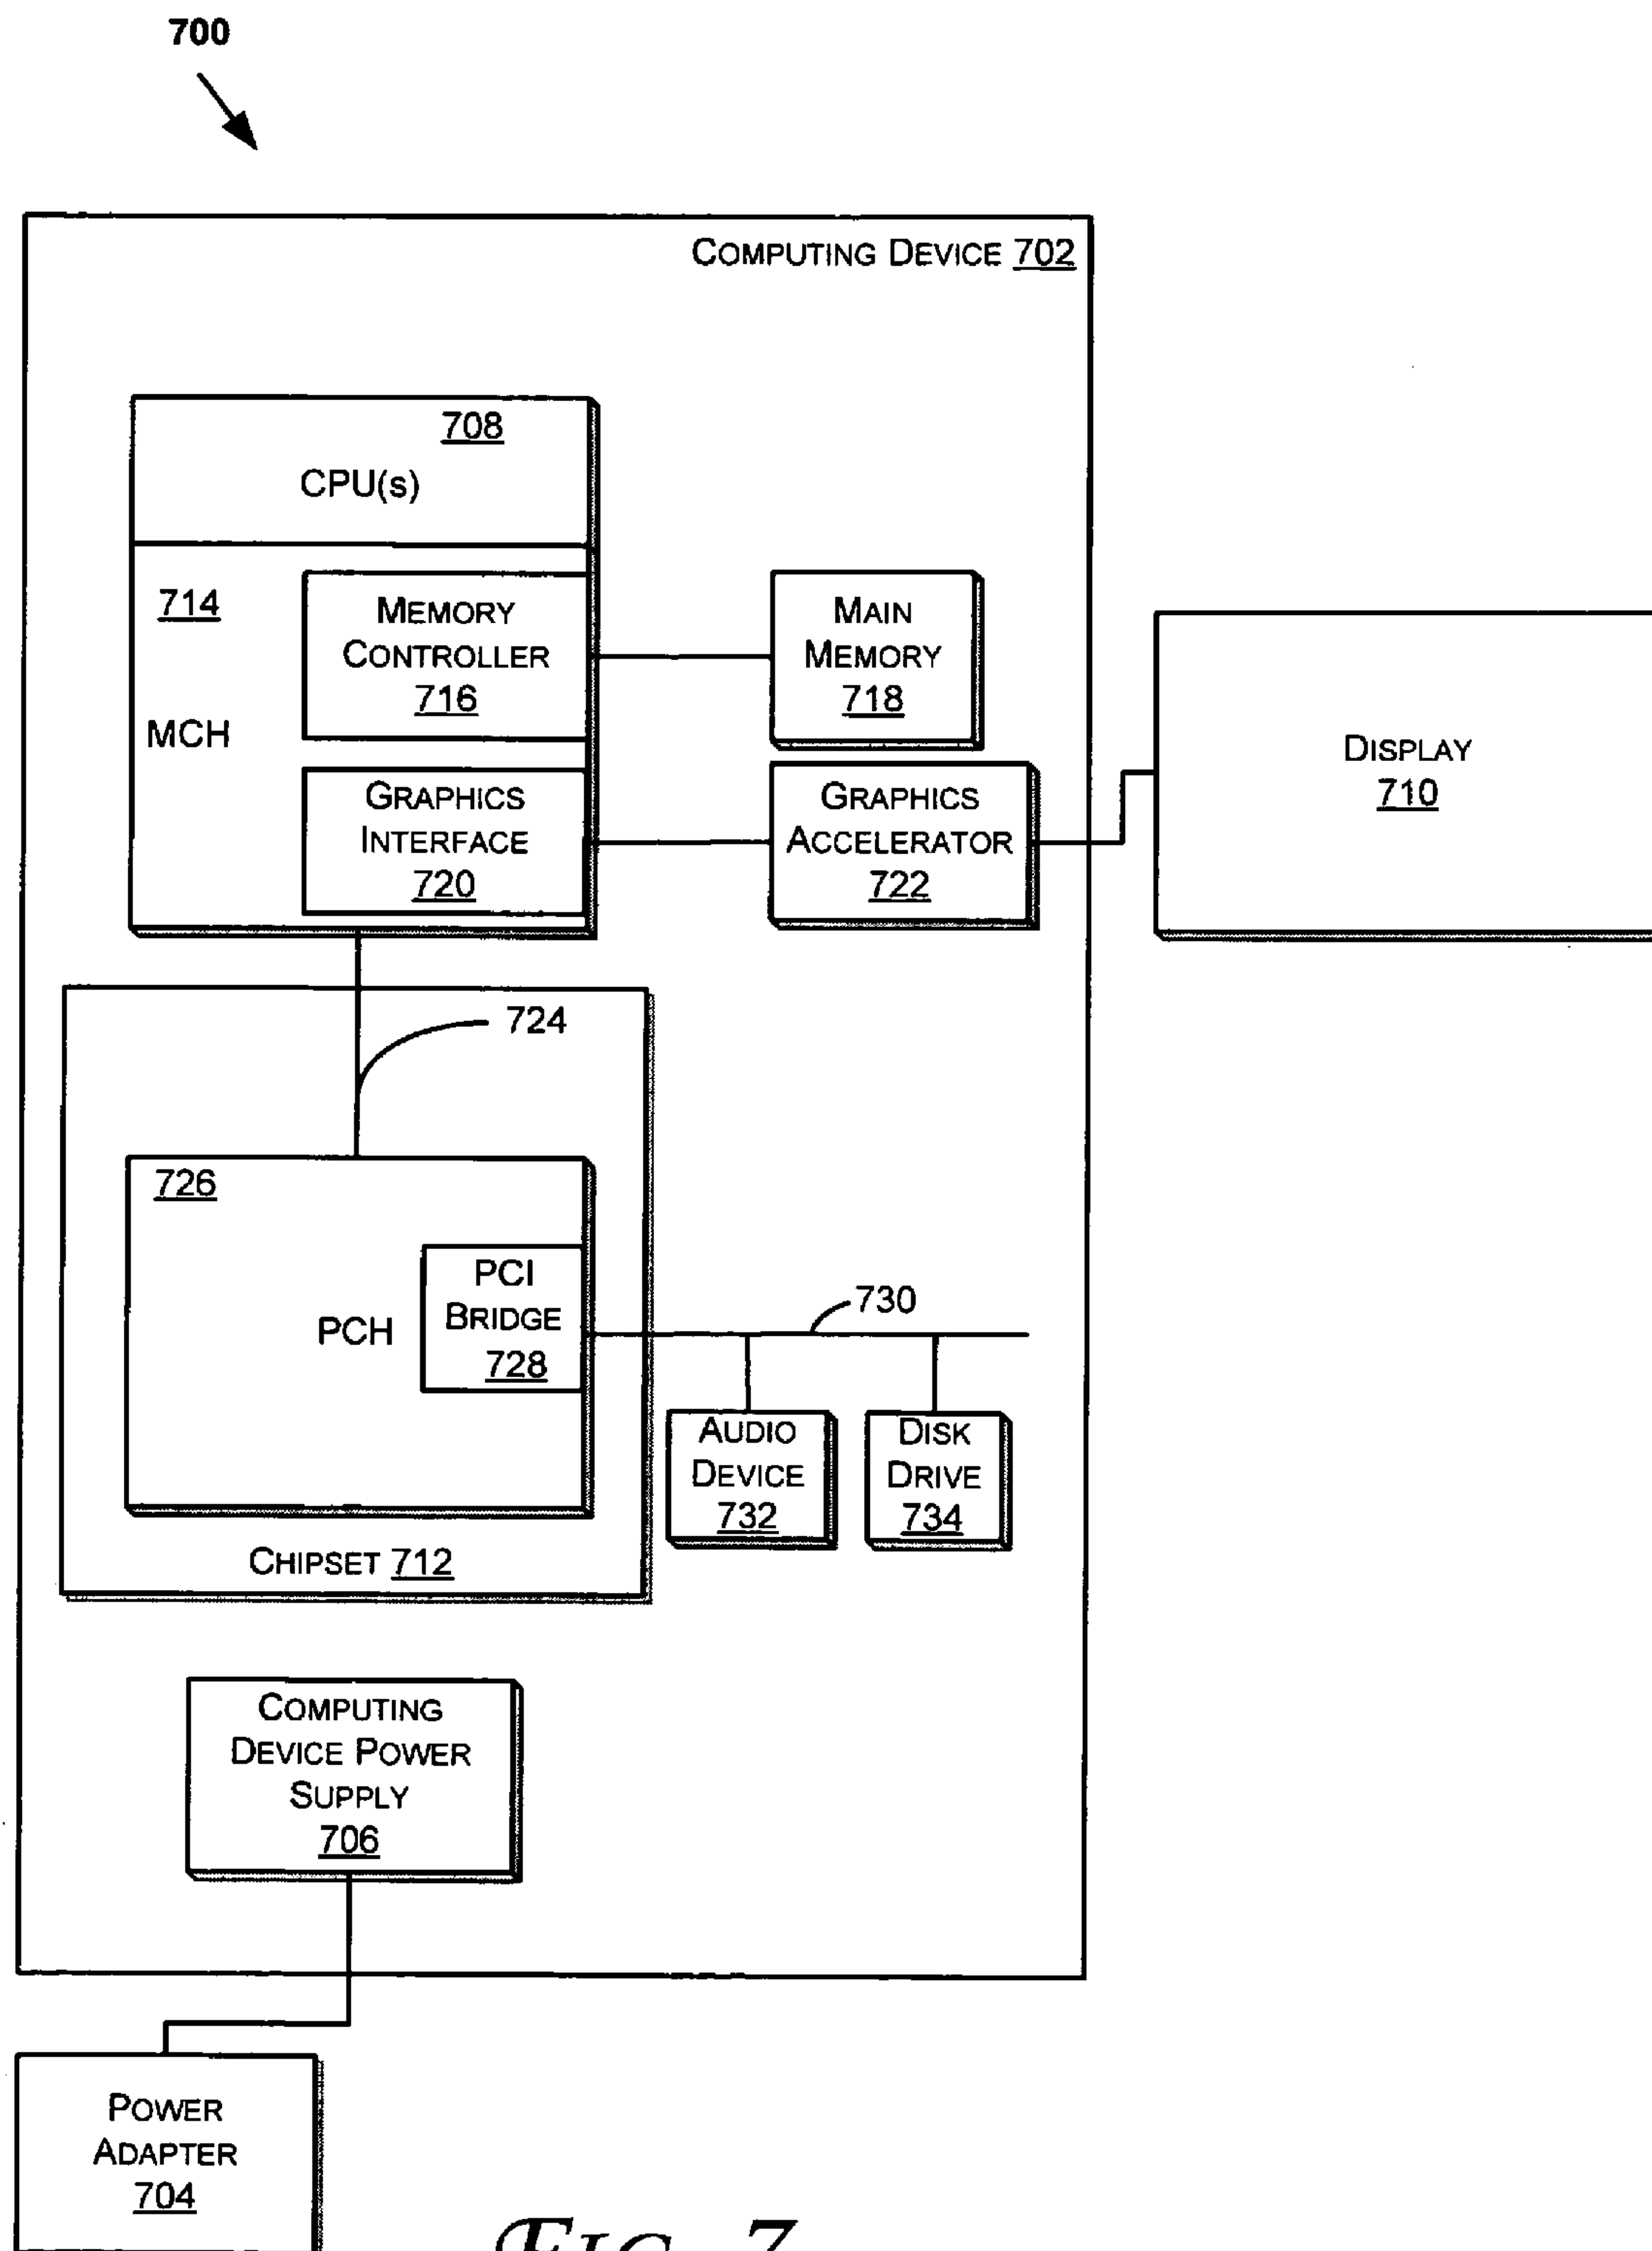 700
COMPUTING DEVICE 702
708
CPU(s)
714
MCH
MEMORY
CONTROLLER
716
MAIN
MEMORY
718
GRAPHICS
INTERFACE
720
GRAPHICS
ACCELERATOR
722
DISPLAY
710
724
726
PCH
PCI
BRIDGE
728
730
AUDIO
DEVICE
732
DISK
DRIVE
734
CHIPSET 712
COMPUTING
DEVICE POWER
SUPPLY
706
POWER
ADAPTER
704
FIG. 7